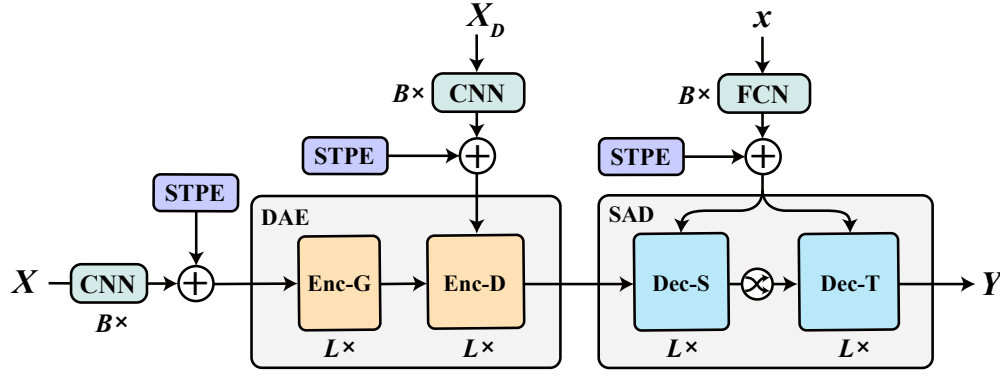 X_D
x
B×
CNN
B×
FCN
STPE
STPE
STPE
DAE
SAD
X
CNN
Enc-G
Enc-D
Dec-S
Dec-T
Y
B×
L×
L×
L×
L×